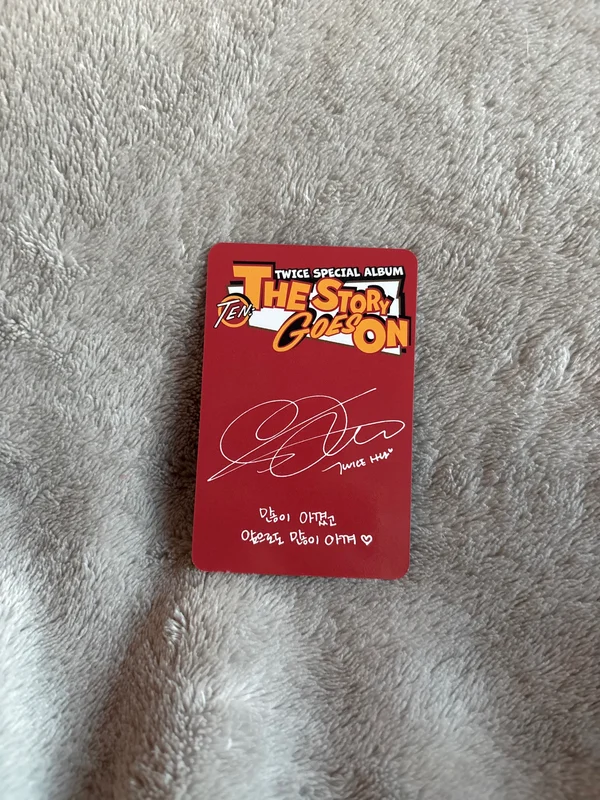 TWICE SPECIAL ALBUM
TEN:
THE STORY
GOES ON
TWICE
많이 아꼈고
앞으로도 많이 아껴 ♡